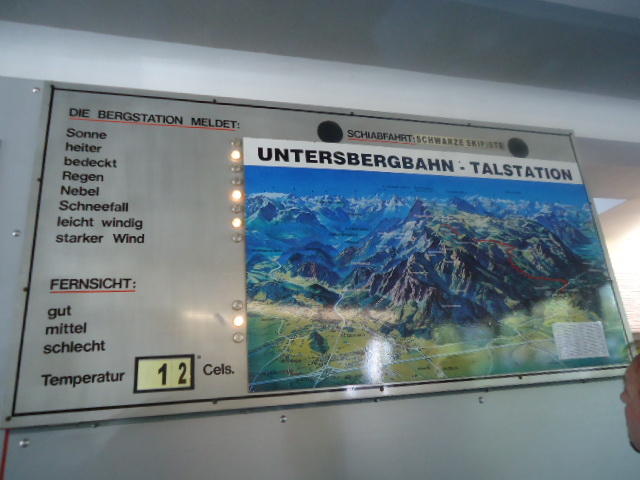 DIE BERGSTATION MELDET:
Sonne
heiter
bedeckt
Regen
Nebel
Schneefall
leicht windig
starker Wind
FERNSICHT:
gut
mittel
schlecht
Temperatur 12 ° Cels.
SCHIABFAHRT: SCHWARZE SKIPISTE
UNTERSBERGBAHN - TALSTATION